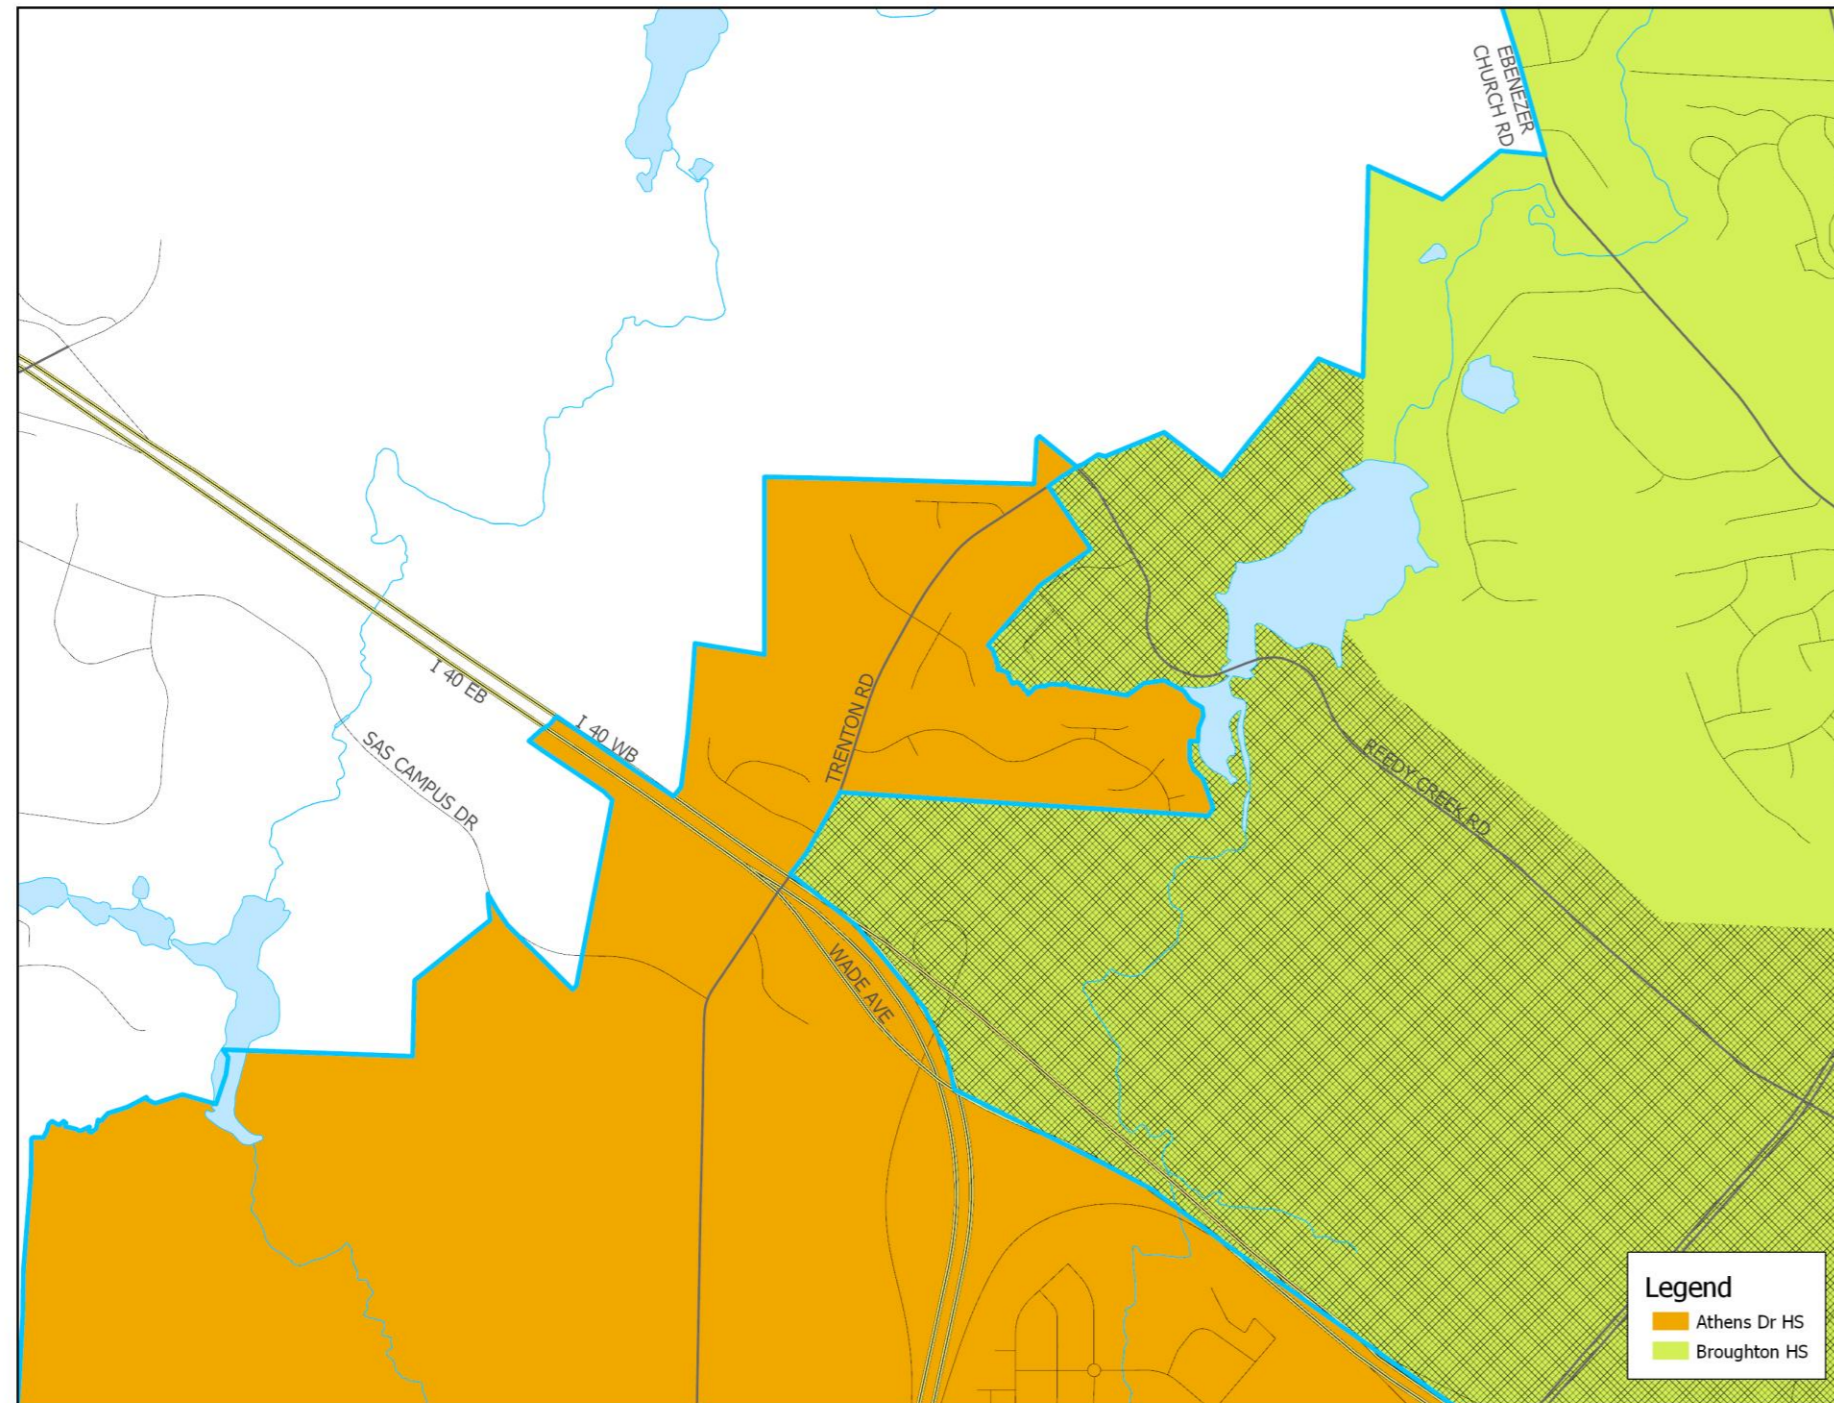 EBENEZER
CHURCH RD
I 40 EB
I 40 WB
SAS CAMPUS DR
TRENTON RD
REEDY CREEK RD
WADE AVE
Legend
Athens Dr HS
Broughton HS